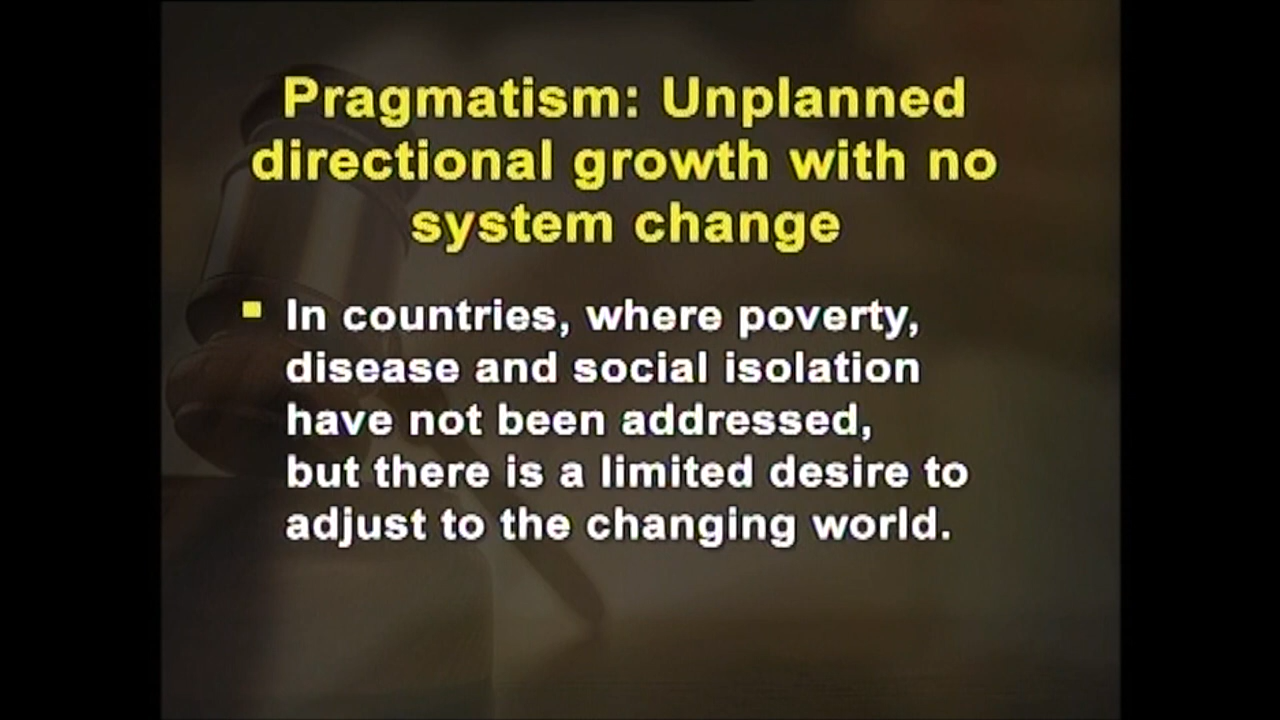 Pragmatism: Unplanned
directional growth with no
system change
In countries, where poverty,
disease and social isolation
have not been addressed,
but there is a limited desire to
adjust to the changing world.